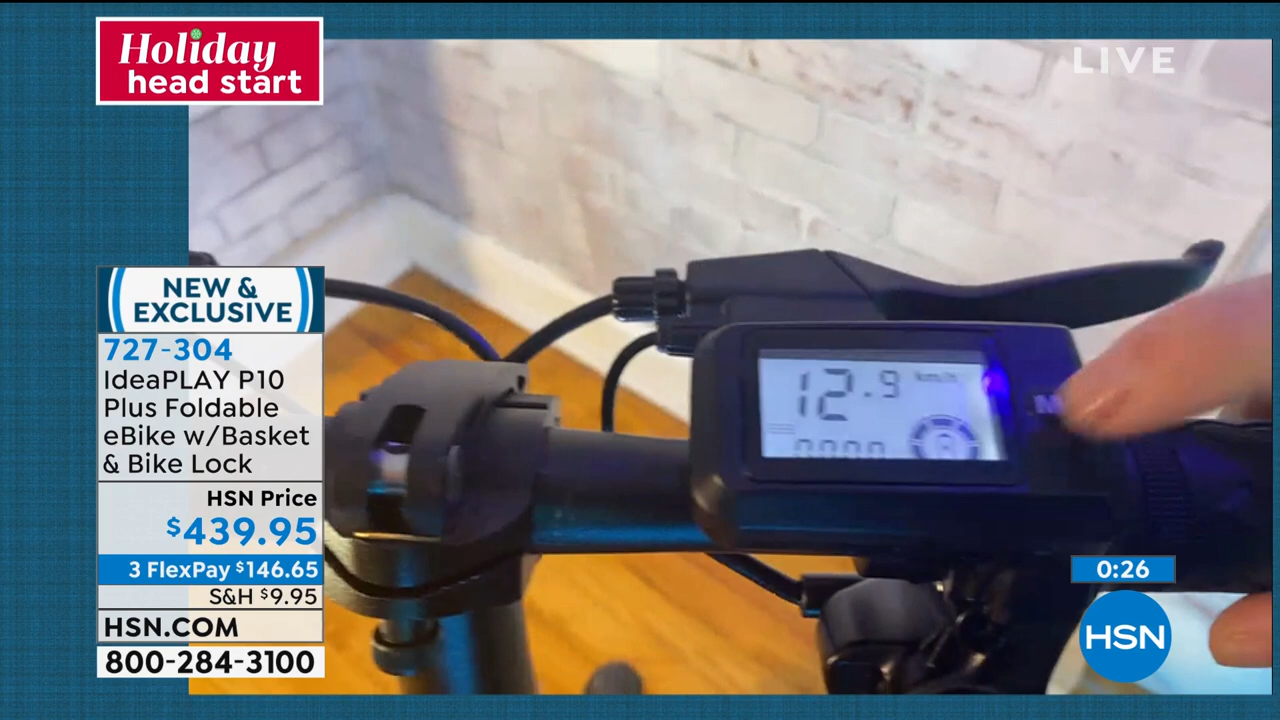 Holiday
head start
LIVE
NEW &
EXCLUSIVE
727-304
IdeaPLAY P10
Plus Foldable
eBike w/Basket
& Bike Lock
HSN Price
$439.95
3 FlexPay $146.65
S&H $9.95
HSN.COM
800-284-3100
12.9 km/h
M
0:26
HSN